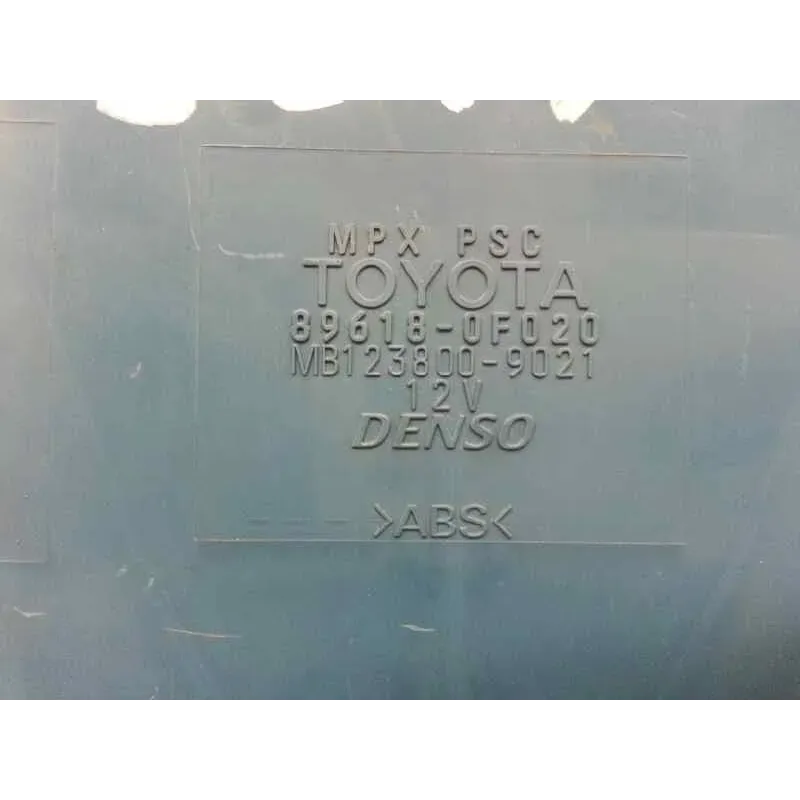 MPX PSC
TOYOTA
89618-0F020
MB123800-9021
12V
DENSO
>ABS<